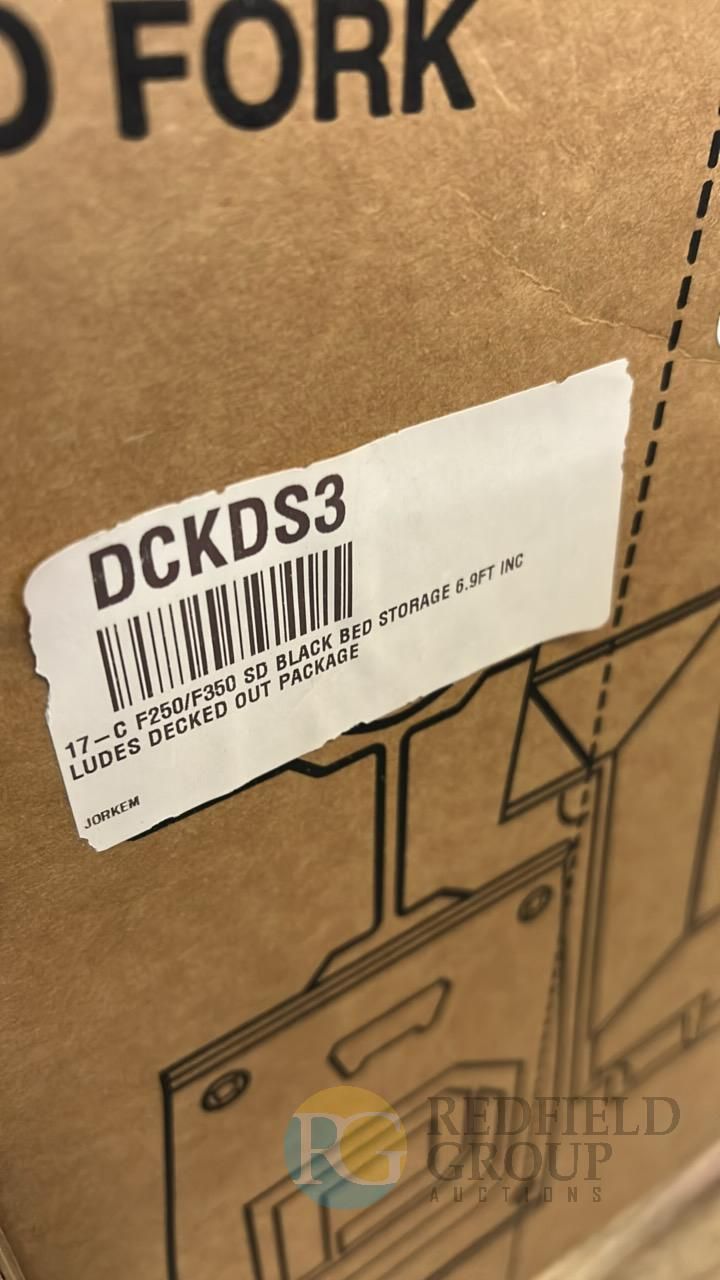 FORK
DCKDS3
17-C F250/F350 SD BLACK BED STORAGE 6.9FT INC
LUDES DECKED OUT PACKAGE
JORKEM
RG REDFIELD
GROUP
AUCTIONS